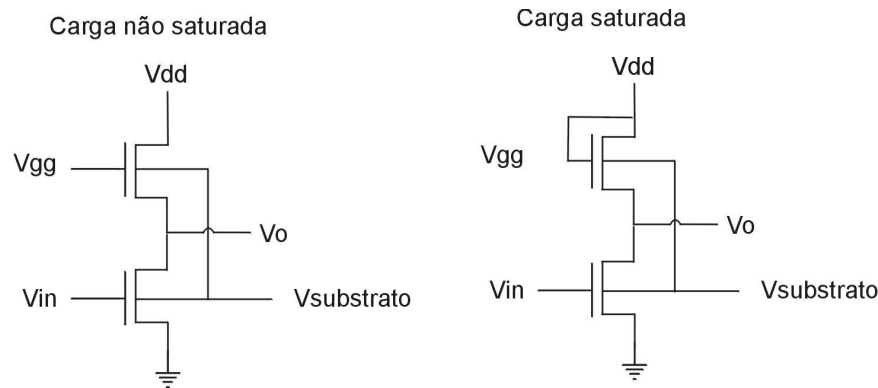 Carga não saturada
Vdd
Vgg
Vo
Vin
Vsubstrato
Carga saturada
Vdd
Vgg
Vo
Vin
Vsubstrato